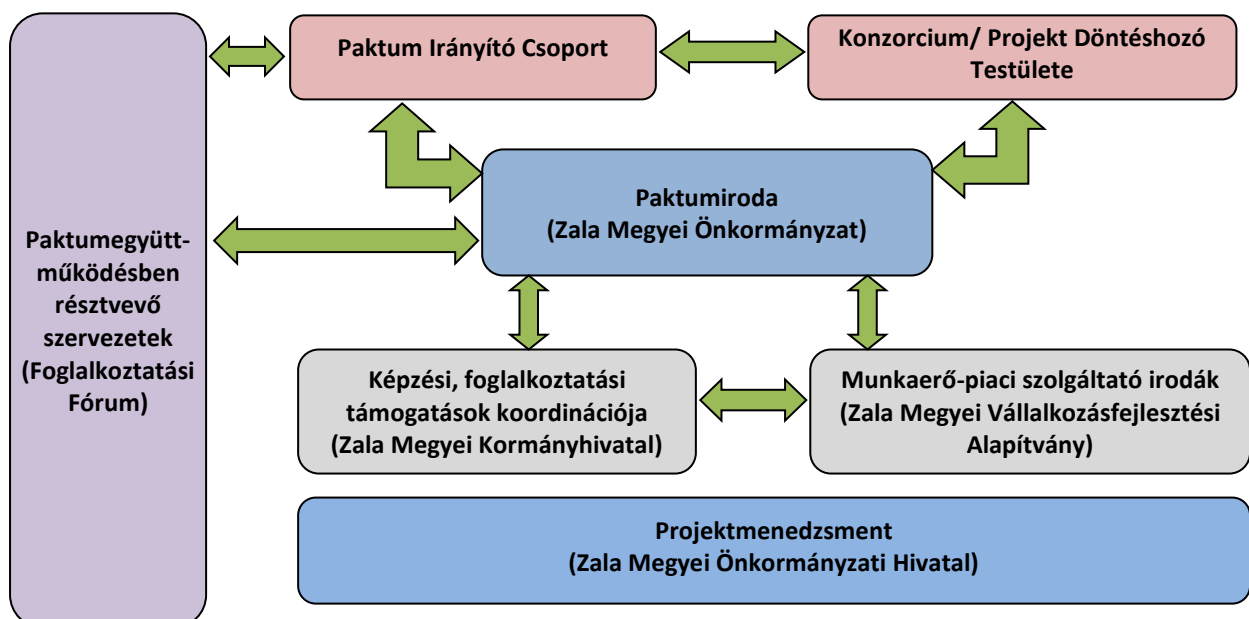 Paktum Irányító Csoport
Konzorcium/ Projekt Döntéshozó
Testülete
Paktumiroda
(Zala Megyei Önkormányzat)
Paktumegyütt-
működésben
résztvevő
szervezetek
(Foglalkoztatási
Fórum)
Képzési, foglalkoztatási
támogatások koordinációja
(Zala Megyei Kormányhivatal)
Munkaerő-piaci szolgáltató irodák
(Zala Megyei Vállalkozásfejlesztési
Alapítvány)
Projektmenedzsment
(Zala Megyei Önkormányzati Hivatal)